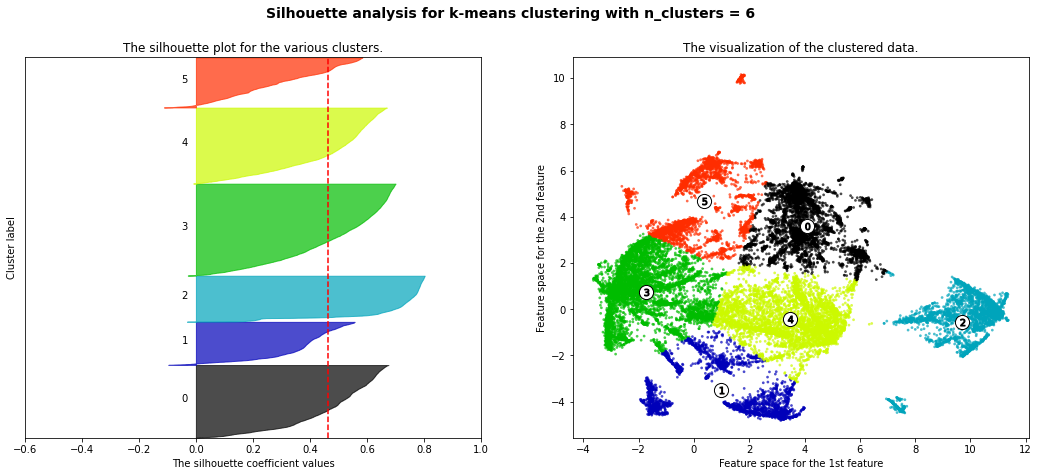 Silhouette analysis for k-means clustering with n_clusters = 6
The silhouette plot for the various clusters.
Cluster label
5
4
3
2
1
0
−0.6 −0.4 −0.2 0.0 0.2 0.4 0.6 0.8 1.0
The silhouette coefficient values
The visualization of the clustered data.
Feature space for the 2nd feature
10
8
6
4
2
0
−2
−4
5
0
3
4
2
1
−4 −2 0 2 4 6 8 10 12
Feature space for the 1st feature